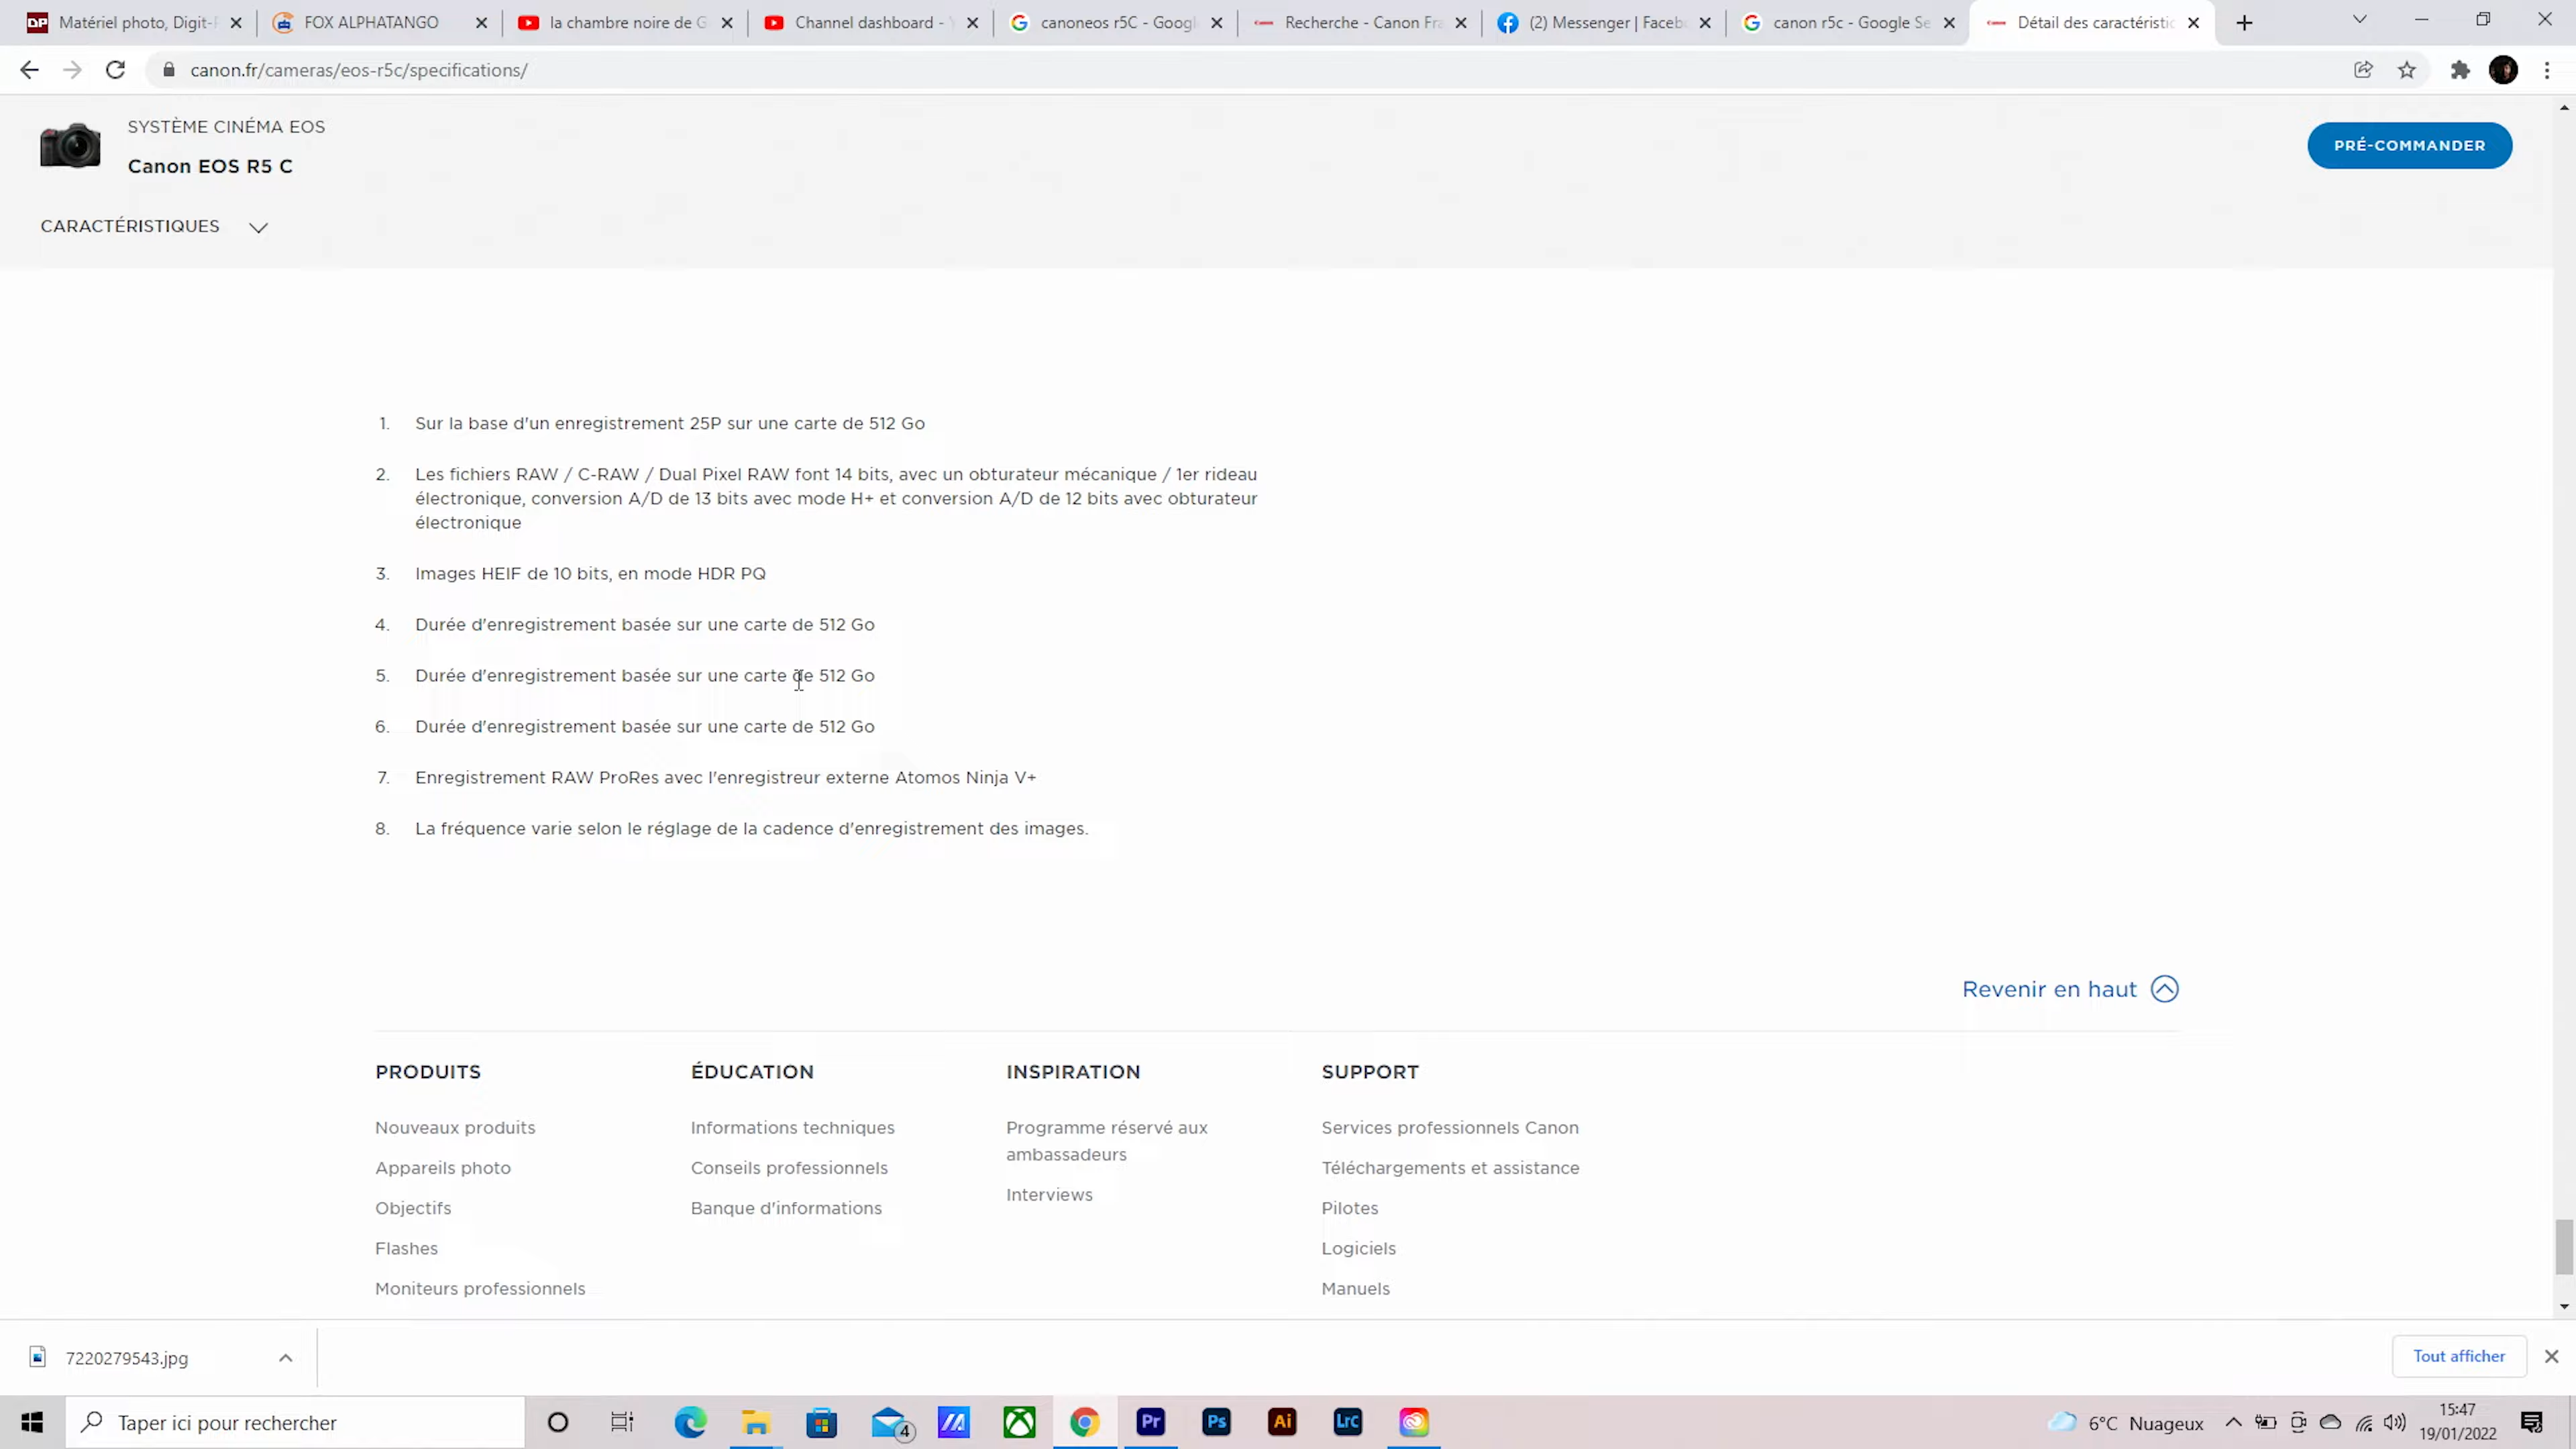 Matériel photo, Digit-P
FOX ALPHATANGO
la chambre noire de G
Channel dashboard - Y
canoneos r5C - Googl
Recherche - Canon Fra
(2) Messenger | Faceb
canon r5c - Google Se
Détail des caractéristic
canon.fr/cameras/eos-r5c/specifications/
SYSTÈME CINÉMA EOS
Canon EOS R5 C
PRÉ-COMMANDER
CARACTÉRISTIQUES
1. Sur la base d'un enregistrement 25P sur une carte de 512 Go
2. Les fichiers RAW / C-RAW / Dual Pixel RAW font 14 bits, avec un obturateur mécanique / 1er rideau
électronique, conversion A/D de 13 bits avec mode H+ et conversion A/D de 12 bits avec obturateur
électronique
3. Images HEIF de 10 bits, en mode HDR PQ
4. Durée d'enregistrement basée sur une carte de 512 Go
5. Durée d'enregistrement basée sur une carte de 512 Go
6. Durée d'enregistrement basée sur une carte de 512 Go
7. Enregistrement RAW ProRes avec l'enregistreur externe Atomos Ninja V+
8. La fréquence varie selon le réglage de la cadence d'enregistrement des images.
Revenir en haut
PRODUITS
Nouveaux produits
Appareils photo
Objectifs
Flashes
Moniteurs professionnels
ÉDUCATION
Informations techniques
Conseils professionnels
Banque d'informations
INSPIRATION
Programme réservé aux
ambassadeurs
Interviews
SUPPORT
Services professionnels Canon
Téléchargements et assistance
Pilotes
Logiciels
Manuels
7220279543.jpg
Tout afficher
Taper ici pour rechercher
4
Pr
Ps
Ai
Lrc
6°C Nuageux
15:47
19/01/2022